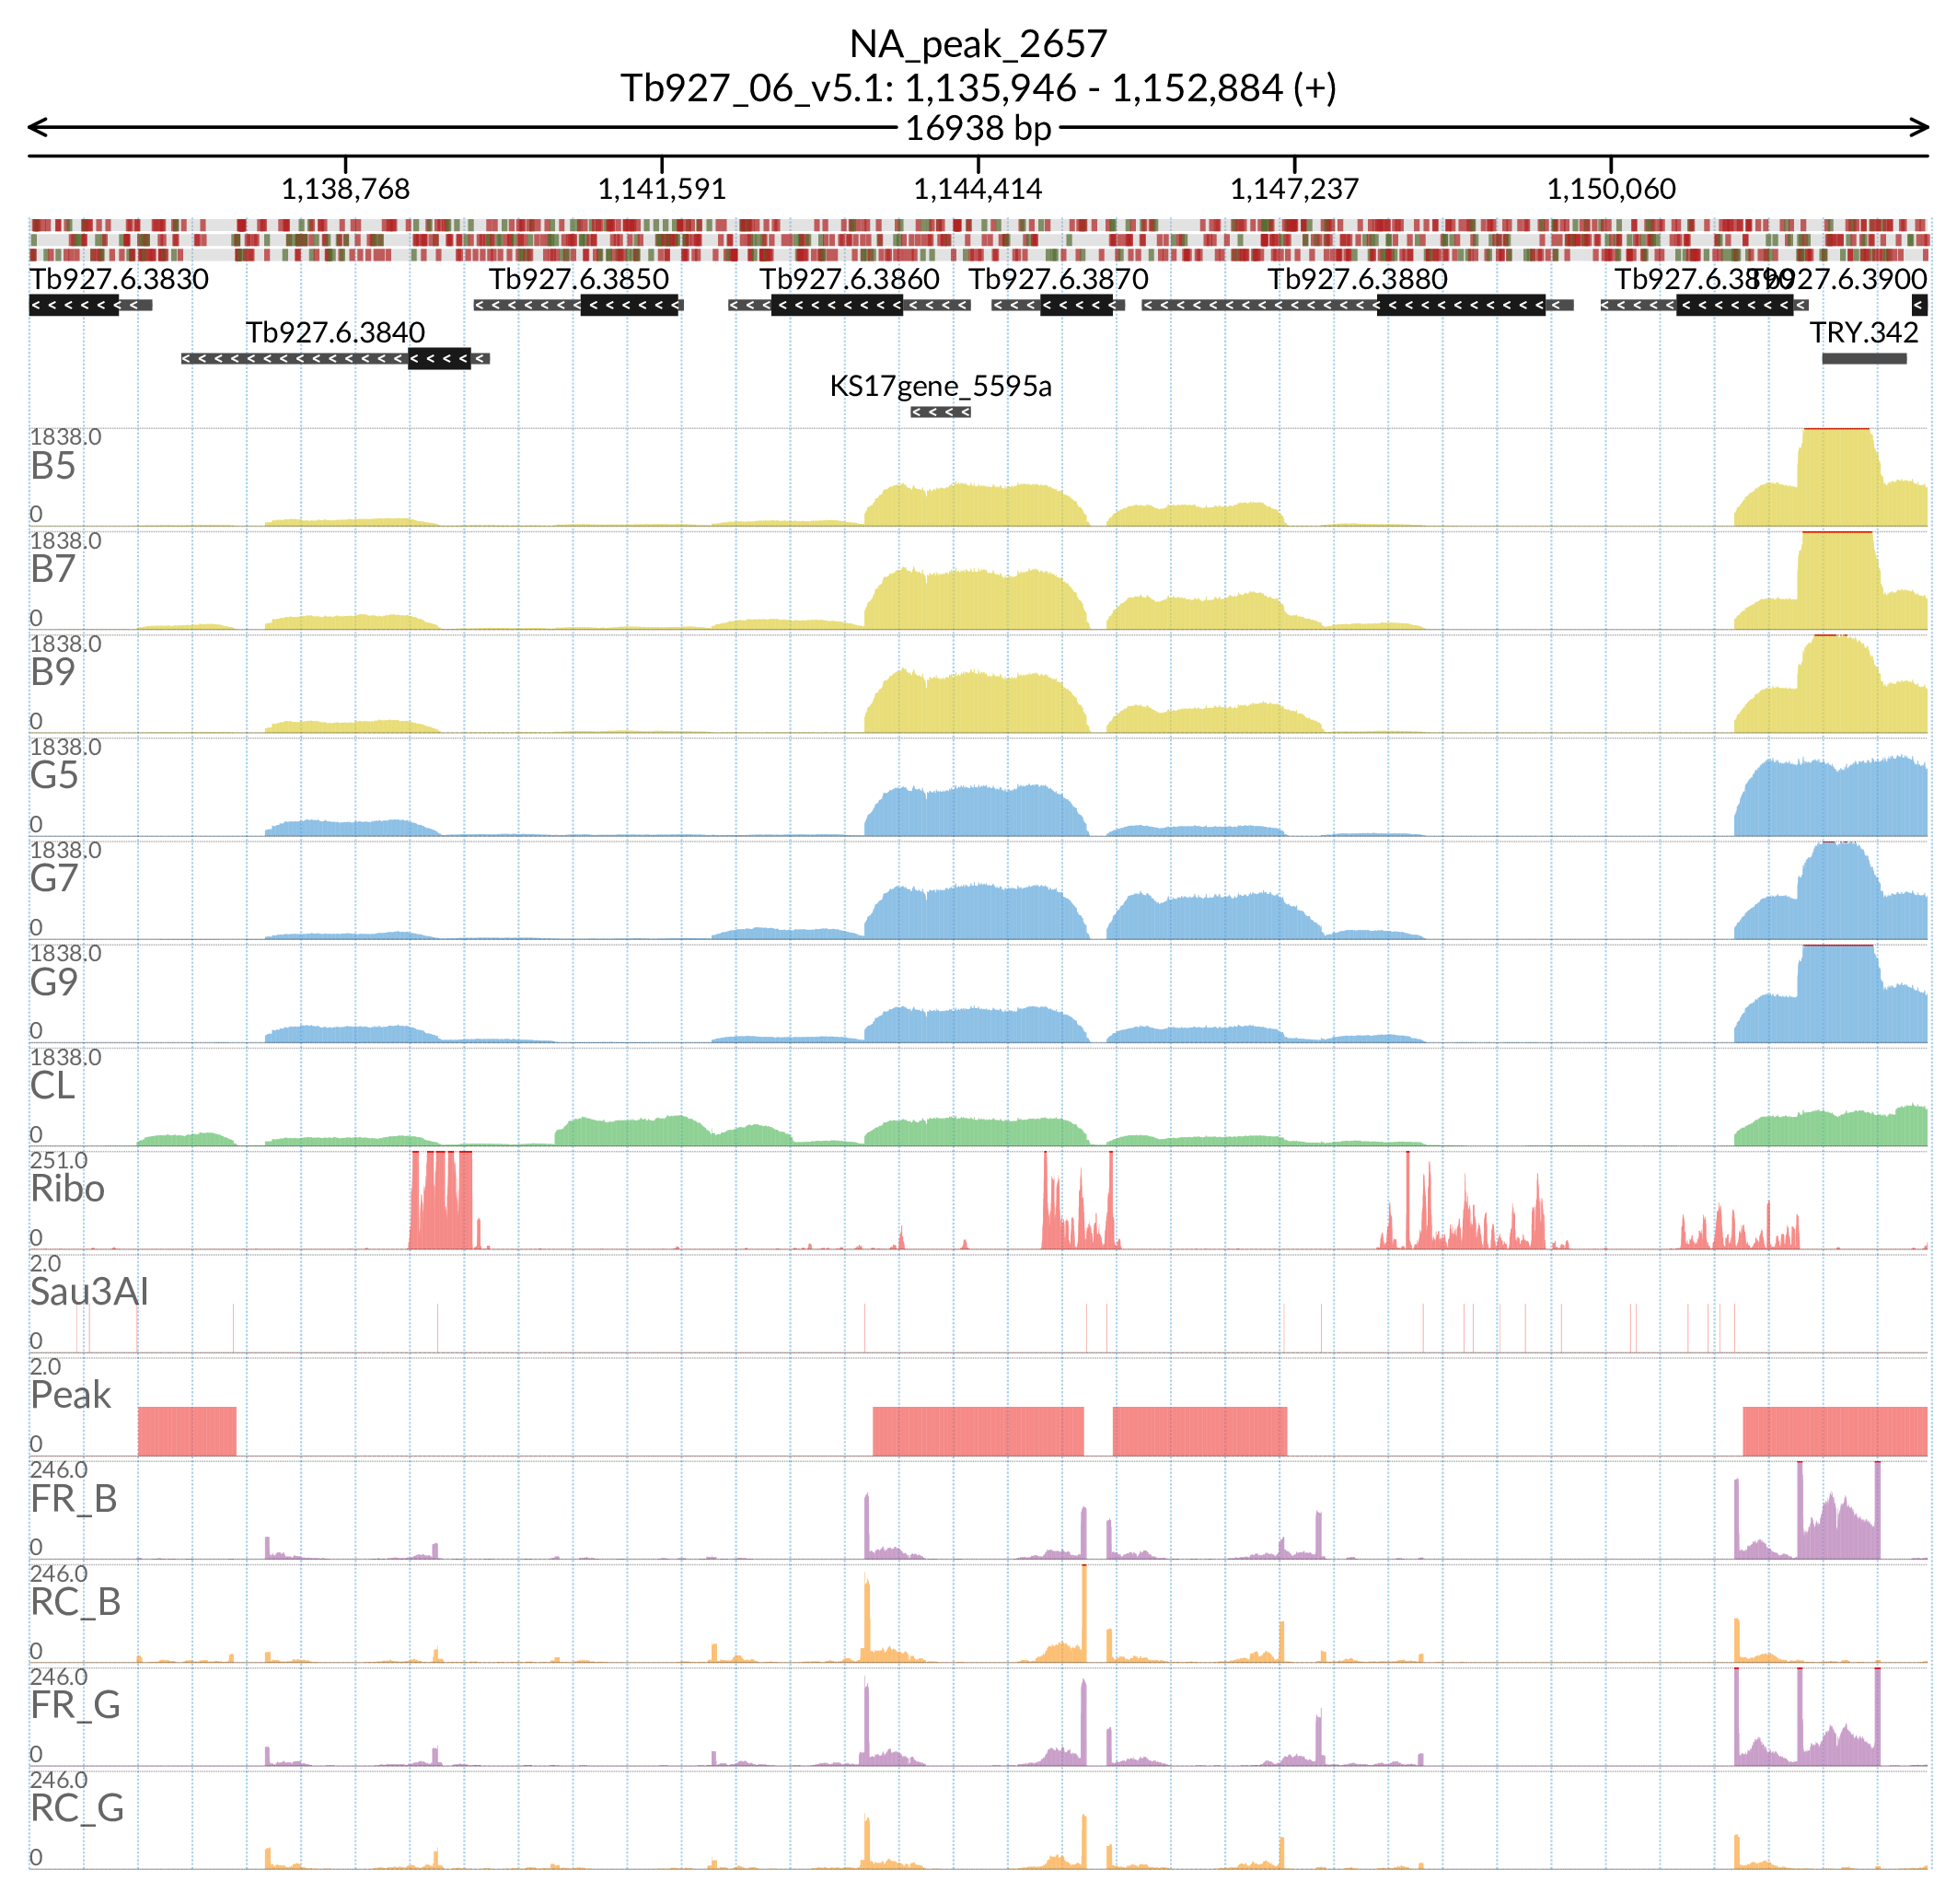 NA_peak_2657
Tb927_06_v5.1: 1,135,946 - 1,152,884 (+)
16938 bp
1,138,768 1,141,591 1,144,414 1,147,237 1,150,060
Tb927.6.3830 Tb927.6.3850 Tb927.6.3860 Tb927.6.3870 Tb927.6.3880 Tb927.6.3890 Tb927.6.3900
Tb927.6.3840 TRY.342
KS17gene_5595a
1838.0
B5
0
1838.0
B7
0
1838.0
B9
0
1838.0
G5
0
1838.0
G7
0
1838.0
G9
0
1838.0
CL
0
251.0
Ribo
0
2.0
Sau3AI
0
2.0
Peak
0
246.0
FR_B
0
246.0
RC_B
0
246.0
FR_G
0
246.0
RC_G
0